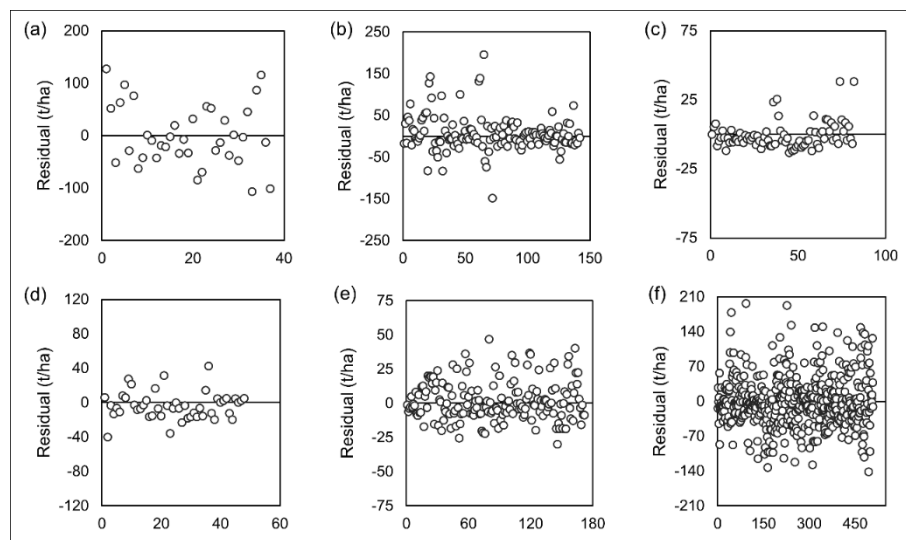 (a)
200
100
0
-100
-200
Residual (t/ha)
0 20 40
(b)
250
150
50
-50
-150
-250
Residual (t/ha)
0 50 100 150
(c)
75
25
-25
-75
Residual (t/ha)
0 50 100
(d)
120
80
40
0
-40
-80
-120
Residual (t/ha)
0 20 40 60
(e)
75
50
25
0
-25
-50
-75
Residual (t/ha)
0 60 120 180
(f)
210
140
70
0
-70
-140
-210
Residual (t/ha)
0 150 300 450